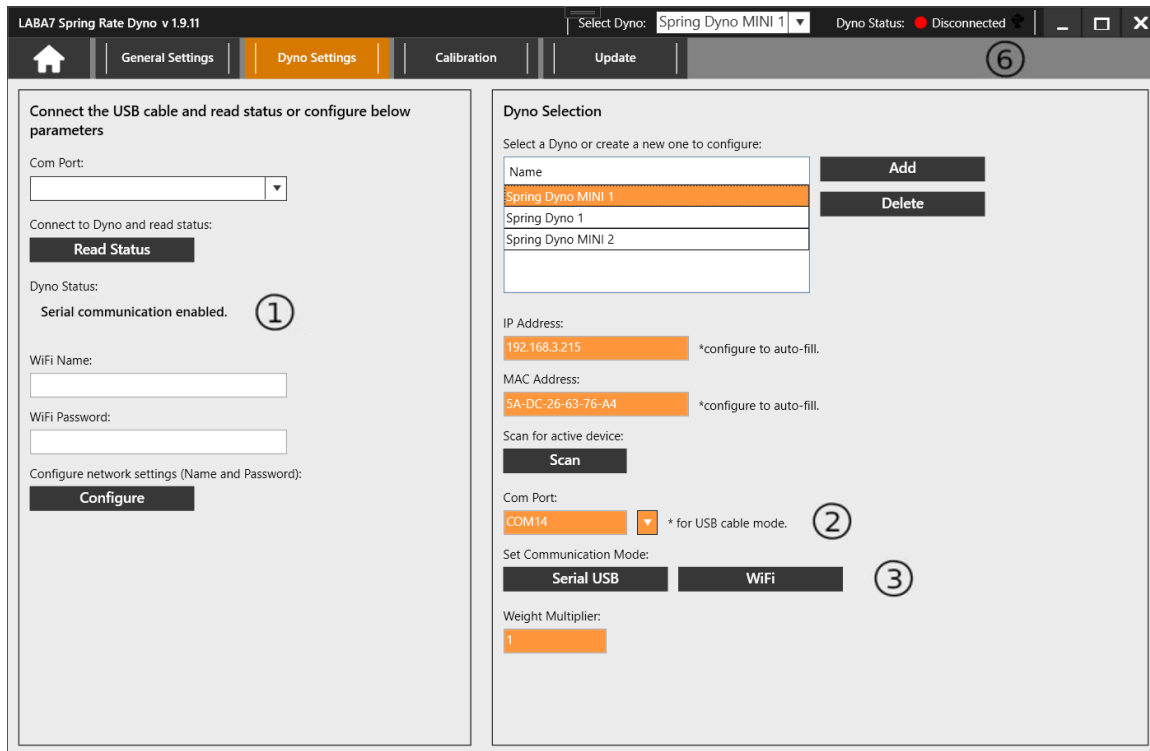 LABA7 Spring Rate Dyno v 1.9.11
Select Dyno: Spring Dyno MINI 1
Dyno Status: Disconnected
General Settings
Dyno Settings
Calibration
Update
⑥
Connect the USB cable and read status or configure below
parameters
Com Port:
Connect to Dyno and read status:
Read Status
Dyno Status:
Serial communication enabled.
①
WiFi Name:
WiFi Password:
Configure network settings (Name and Password):
Configure
Dyno Selection
Select a Dyno or create a new one to configure:
Name
Spring Dyno MINI 1
Spring Dyno 1
Spring Dyno MINI 2
Add
Delete
IP Address:
192.168.3.215 *configure to auto-fill.
MAC Address:
5A-DC-26-63-76-A4 *configure to auto-fill.
Scan for active device:
Scan
Com Port:
COM14 * for USB cable mode.
②
Set Communication Mode:
Serial USB
WiFi
③
Weight Multiplier:
1